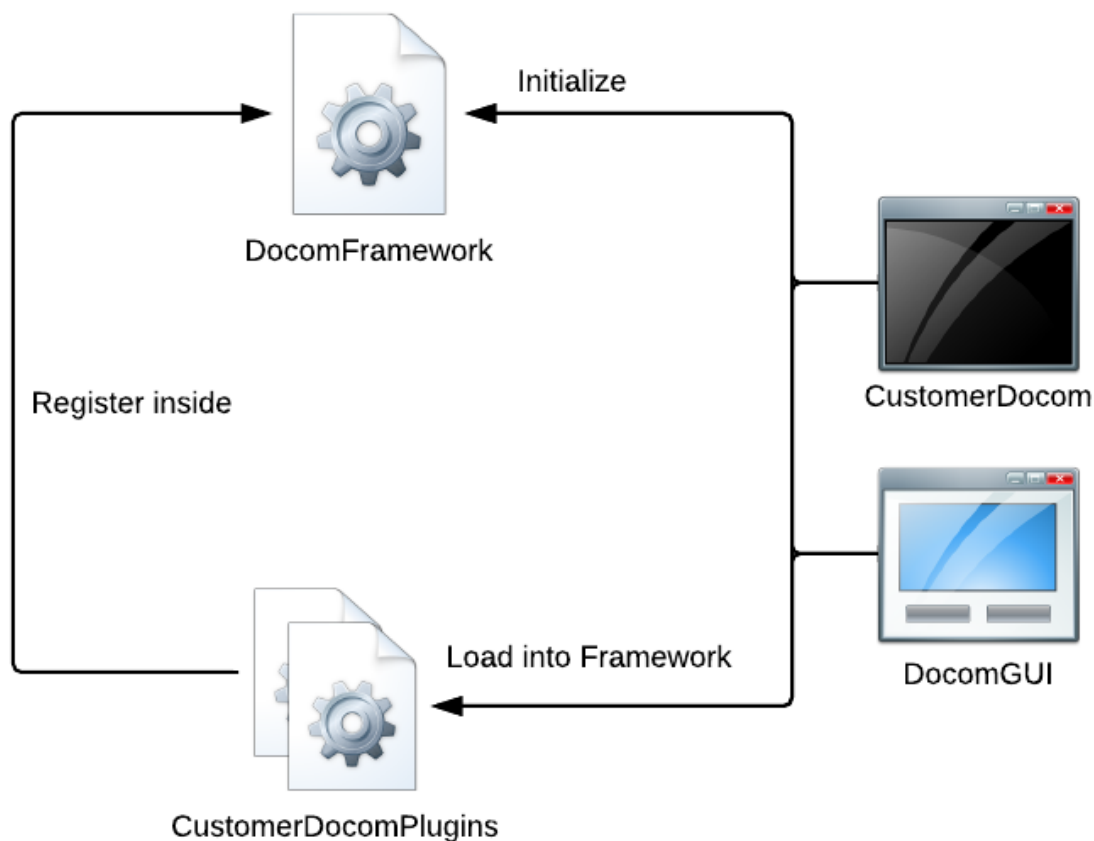 Initialize
DocomFramework
CustomerDocom
Register inside
Load into Framework
DocomGUI
CustomerDocomPlugins